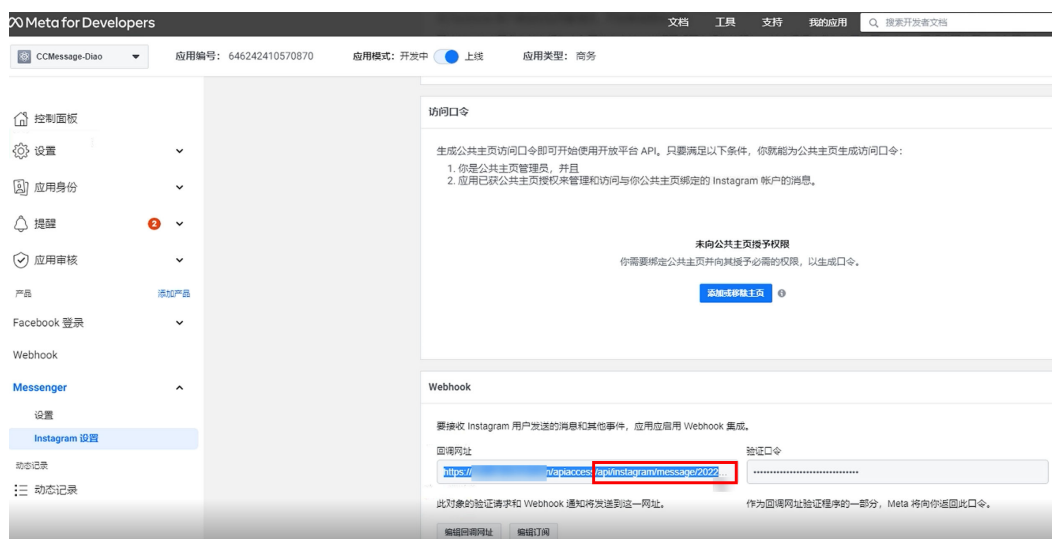 Meta for Developers
文档 工具 支持 我的应用 搜索开发者文档
CCMessage-Diao 应用编号： 646242410570870 应用模式：开发中 上线 应用类型：商务
控制面板
设置
应用身份
提醒 2
应用审核
产品 添加产品
Facebook 登录
Webhook
Messenger
设置
Instagram 设置
动态记录
动态记录
访问口令
生成公共主页访问口令即可开始使用开放平台 API。只要满足以下条件，你就能为公共主页生成访问口令：
1. 你是公共主页管理员，并且
2. 应用已获公共主页授权来管理和访问与你公共主页绑定的 Instagram 帐户的消息。
未向公共主页授予权限
你需要绑定公共主页并向其授予必需的权限，以生成口令。
添加或移除主页
Webhook
要接收 Instagram 用户发送的消息和其他事件，应用应启用 Webhook 集成。
回调网址 验证口令
https:// n/apiaccess/api/instagram/message/2022... ••••••••••••••••••••••••••••••••
此对象的验证请求和 Webhook 通知将发送到这一网址。 作为回调网址验证程序的一部分，Meta 将向你返回此口令。
编辑回调网址 编辑订阅